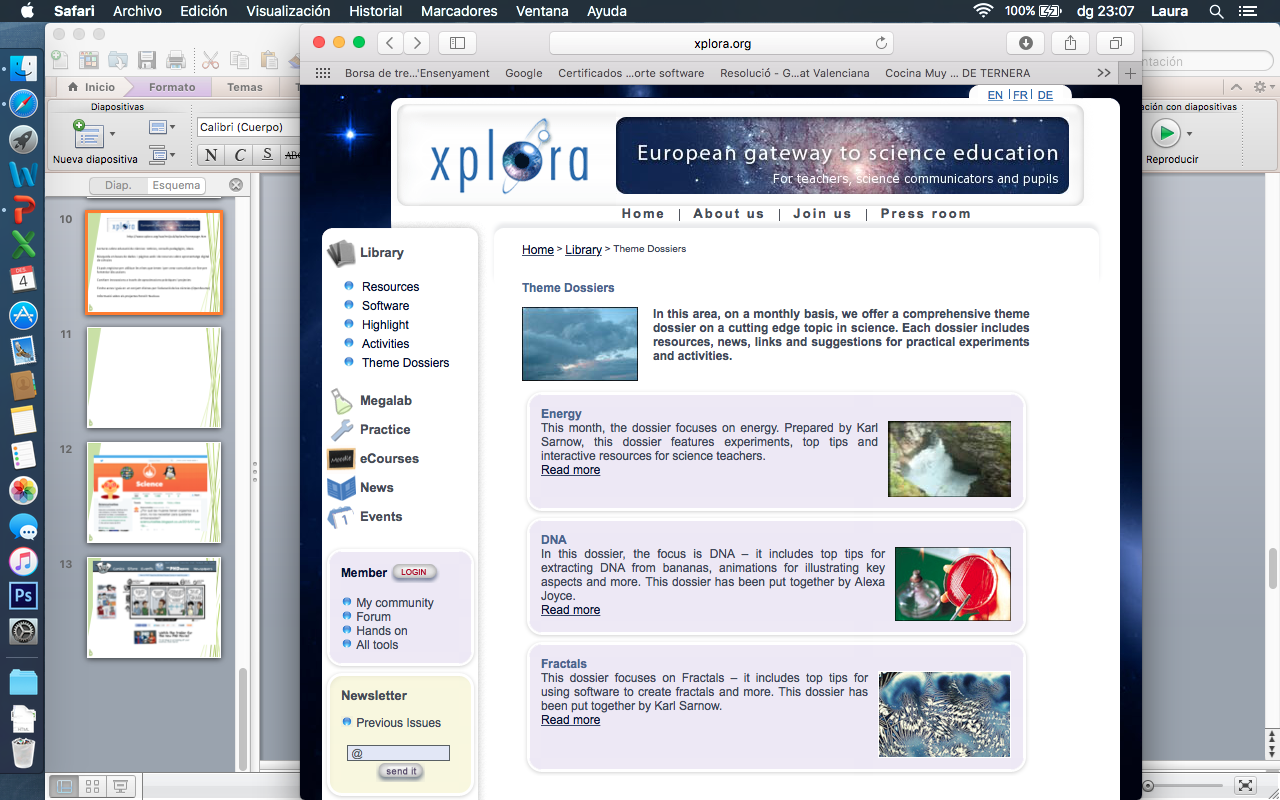 Safari Archivo Edición Visualización Historial Marcadores Ventana Ayuda 100% dg 23:07 Laura
xplora.org
Borsa de tre...'Ensenyament Google Certificados ...orte software Resolució - G...at Valenciana Cocina Muy ... DE TERNERA
Inicio Formato Temas
Diapositivas
Nueva diapositiva
Calibri (Cuerpo)
N C S ABC
Diap. Esquema
10
11
12
Science
13
ntación
ación con diapositivas
Reproducir
DES 4
Ps
EN | FR | DE
xplora
European gateway to science education
For teachers, science communicators and pupils
Home | About us | Join us | Press room
Library
Resources
Software
Highlight
Activities
Theme Dossiers
Megalab
Practice
Moodle
eCourses
News
1
Events
Member LOGIN
My community
Forum
Hands on
All tools
Newsletter
Previous Issues
@
send it
Home > Library > Theme Dossiers
Theme Dossiers
In this area, on a monthly basis, we offer a comprehensive theme
dossier on a cutting edge topic in science. Each dossier includes
resources, news, links and suggestions for practical experiments
and activities.
Energy
This month, the dossier focuses on energy. Prepared by Karl
Sarnow, this dossier features experiments, top tips and
interactive resources for science teachers.
Read more
DNA
In this dossier, the focus is DNA – it includes top tips for
extracting DNA from bananas, animations for illustrating key
aspects and more. This dossier has been put together by Alexa
Joyce.
Read more
Fractals
This dossier focuses on Fractals – it includes top tips for
using software to create fractals and more. This dossier has
been put together by Karl Sarnow.
Read more